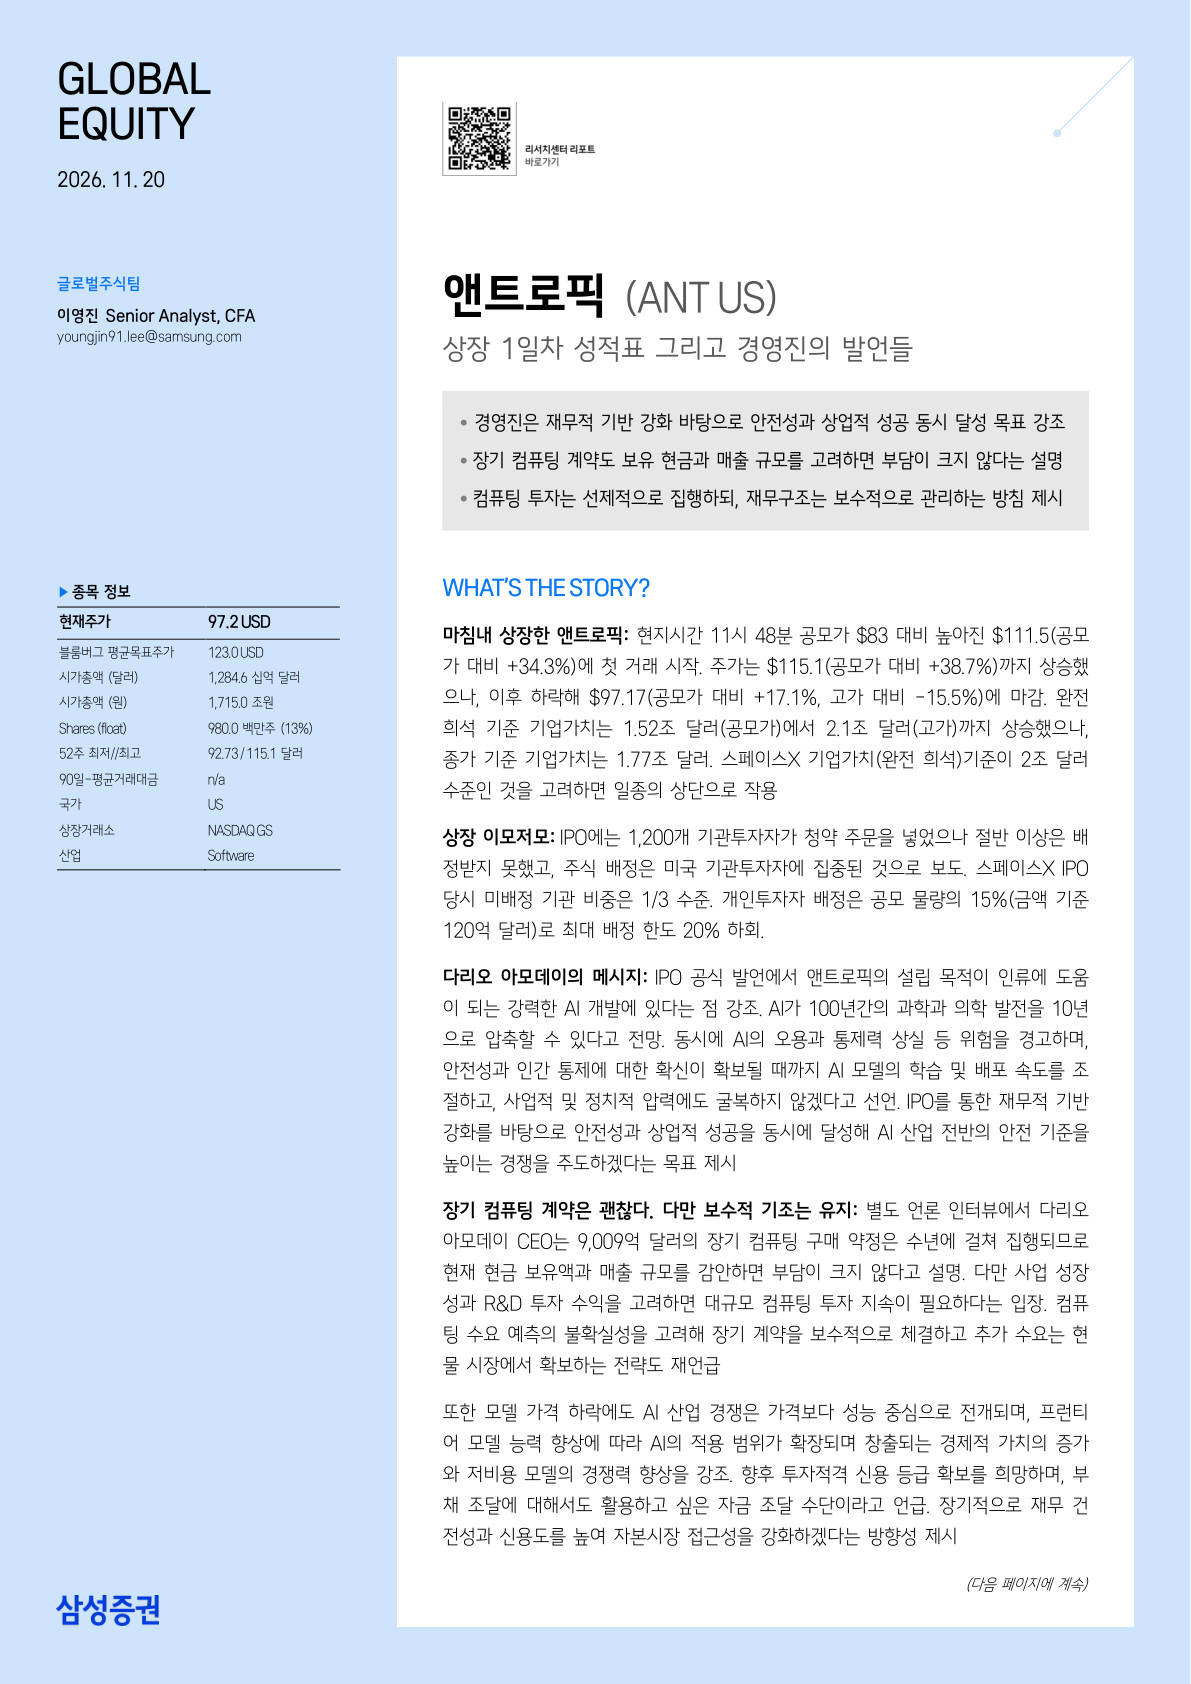 GLOBAL
EQUITY
2026. 11. 20
글로벌주식팀
이영진 Senior Analyst, CFA
youngjin91.lee@samsung.com
▶ 종목 정보
현재주가 97.2 USD
블룸버그 평균목표주가 123.0 USD
시가총액 (달러) 1,284.6 십억 달러
시가총액 (원) 1,715.0 조원
Shares (float) 980.0 백만주 (13%)
52주 최저//최고 92.73 / 115.1 달러
90일-평균거래대금 n/a
국가 US
상장거래소 NASDAQ GS
산업 Software
삼성증권
리서치센터 리포트
바로가기
앤트로픽 (ANT US)
상장 1일차 성적표 그리고 경영진의 발언들
• 경영진은 재무적 기반 강화 바탕으로 안전성과 상업적 성공 동시 달성 목표 강조
• 장기 컴퓨팅 계약도 보유 현금과 매출 규모를 고려하면 부담이 크지 않다는 설명
• 컴퓨팅 투자는 선제적으로 집행하되, 재무구조는 보수적으로 관리하는 방침 제시
WHAT'S THE STORY?
마침내 상장한 앤트로픽: 현지시간 11시 48분 공모가 $83 대비 높아진 $111.5(공모
가 대비 +34.3%)에 첫 거래 시작. 주가는 $115.1(공모가 대비 +38.7%)까지 상승했
으나, 이후 하락해 $97.17(공모가 대비 +17.1%, 고가 대비 -15.5%)에 마감. 완전
희석 기준 기업가치는 1.52조 달러(공모가)에서 2.1조 달러(고가)까지 상승했으나,
종가 기준 기업가치는 1.77조 달러. 스페이스X 기업가치(완전 희석)기준이 2조 달러
수준인 것을 고려하면 일종의 상단으로 작용
상장 이모저모: IPO에는 1,200개 기관투자자가 청약 주문을 넣었으나 절반 이상은 배
정받지 못했고, 주식 배정은 미국 기관투자자에 집중된 것으로 보도. 스페이스X IPO
당시 미배정 기관 비중은 1/3 수준. 개인투자자 배정은 공모 물량의 15%(금액 기준
120억 달러)로 최대 배정 한도 20% 하회.
다리오 아모데이의 메시지: IPO 공식 발언에서 앤트로픽의 설립 목적이 인류에 도움
이 되는 강력한 AI 개발에 있다는 점 강조. AI가 100년간의 과학과 의학 발전을 10년
으로 압축할 수 있다고 전망. 동시에 AI의 오용과 통제력 상실 등 위험을 경고하며,
안전성과 인간 통제에 대한 확신이 확보될 때까지 AI 모델의 학습 및 배포 속도를 조
절하고, 사업적 및 정치적 압력에도 굴복하지 않겠다고 선언. IPO를 통한 재무적 기반
강화를 바탕으로 안전성과 상업적 성공을 동시에 달성해 AI 산업 전반의 안전 기준을
높이는 경쟁을 주도하겠다는 목표 제시
장기 컴퓨팅 계약은 괜찮다. 다만 보수적 기조는 유지: 별도 언론 인터뷰에서 다리오
아모데이 CEO는 9,009억 달러의 장기 컴퓨팅 구매 약정은 수년에 걸쳐 집행되므로
현재 현금 보유액과 매출 규모를 감안하면 부담이 크지 않다고 설명. 다만 사업 성장
성과 R&D 투자 수익을 고려하면 대규모 컴퓨팅 투자 지속이 필요하다는 입장. 컴퓨
팅 수요 예측의 불확실성을 고려해 장기 계약을 보수적으로 체결하고 추가 수요는 현
물 시장에서 확보하는 전략도 재언급
또한 모델 가격 하락에도 AI 산업 경쟁은 가격보다 성능 중심으로 전개되며, 프런티
어 모델 능력 향상에 따라 AI의 적용 범위가 확장되며 창출되는 경제적 가치의 증가
와 저비용 모델의 경쟁력 향상을 강조. 향후 투자적격 신용 등급 확보를 희망하며, 부
채 조달에 대해서도 활용하고 싶은 자금 조달 수단이라고 언급. 장기적으로 재무 건
전성과 신용도를 높여 자본시장 접근성을 강화하겠다는 방향성 제시
(다음 페이지에 계속)